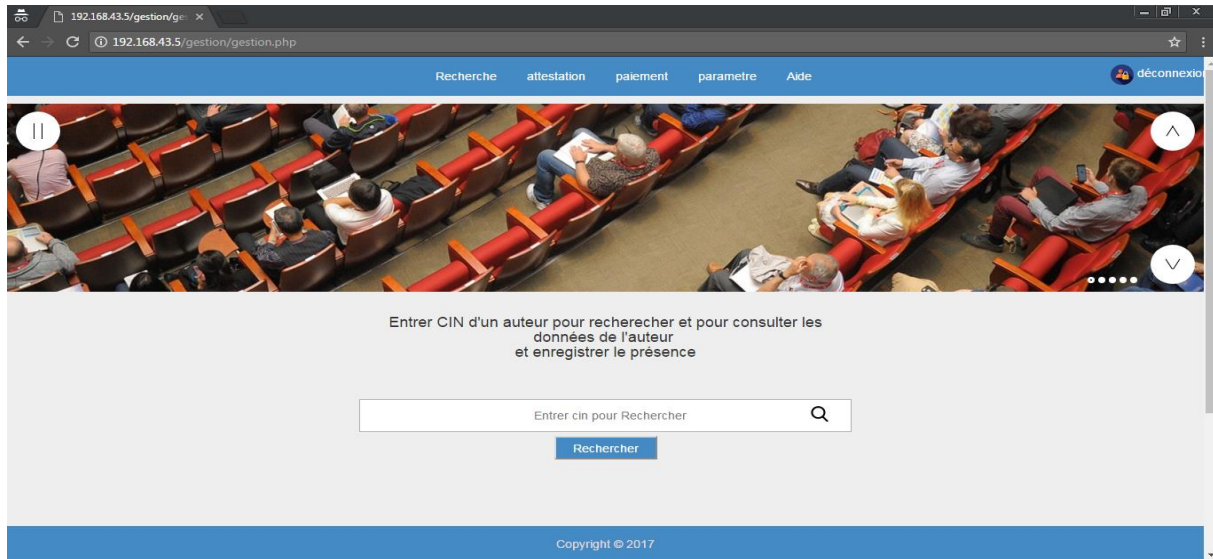 192.168.43.5/gestion/ge
192.168.43.5/gestion/gestion.php
Recherche attestation paiement parametre Aide déconnexion
Entrer CIN d'un auteur pour recherecher et pour consulter les
données de l'auteur
et enregistrer le présence
Entrer cin pour Rechercher
Rechercher
Copyright © 2017